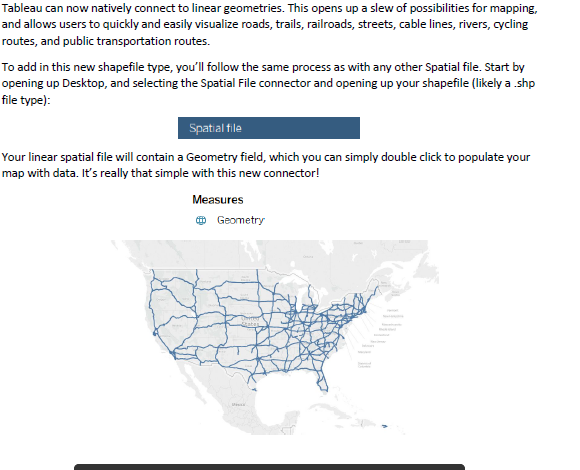 Tableau can now natively connect to linear geometries. This opens up a slew of possibilities for mapping,
and allows users to quickly and easily visualize roads, trails, railroads, streets, cable lines, rivers, cycling
routes, and public transportation routes.
To add in this new shapefile type, you'll follow the same process as with any other Spatial file. Start by
opening up Desktop, and selecting the Spatial File connector and opening up your shapefile (likely a .shp
file type):
Spatial file
Your linear spatial file will contain a Geometry field, which you can simply double click to populate your
map with data. It's really that simple with this new connector!
Measures
Geometry
United
States
Mexico